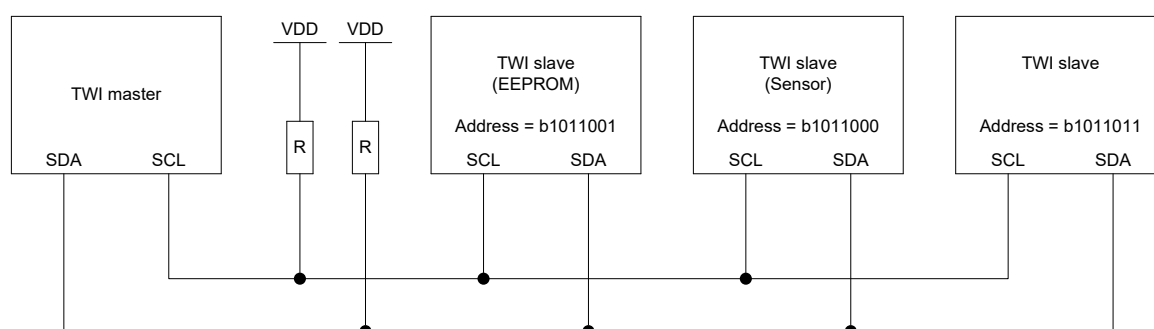 VDD VDD
TWI master
TWI slave
(EEPROM)
Address = b1011001
TWI slave
(Sensor)
Address = b1011000
TWI slave
Address = b1011011
R R
SDA SCL
SCL SDA
SCL SDA
SCL SDA